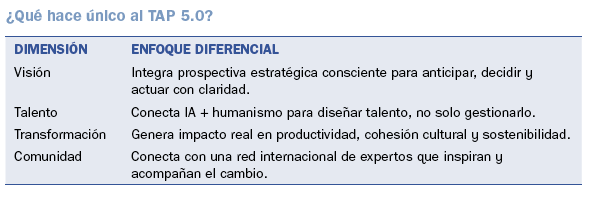 ¿Qué hace único al TAP 5.0?
DIMENSIÓN ENFOQUE DIFERENCIAL
Visión Integra prospectiva estratégica consciente para anticipar, decidir y
actuar con claridad.
Talento Conecta IA + humanismo para diseñar talento, no solo gestionarlo.
Transformación Genera impacto real en productividad, cohesión cultural y sostenibilidad.
Comunidad Conecta con una red internacional de expertos que inspiran y
acompañan el cambio.